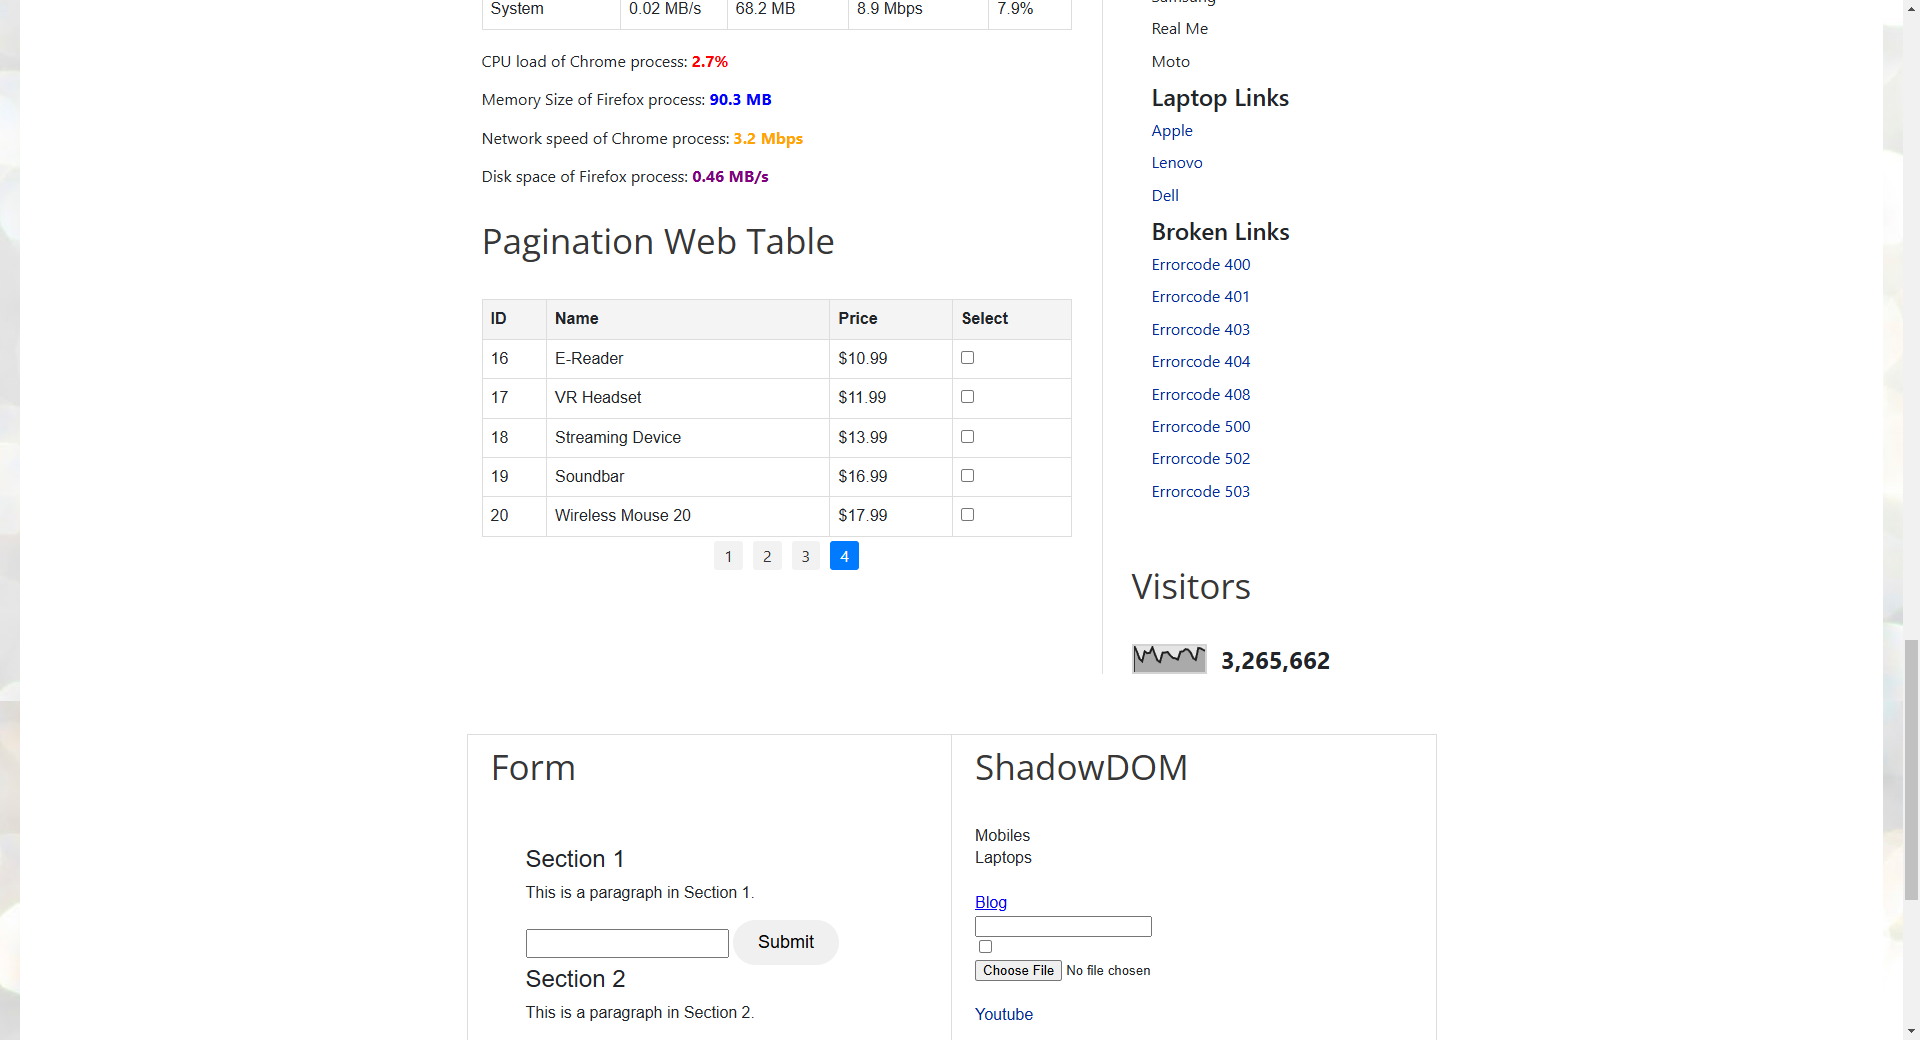 System 0.02 MB/s 68.2 MB 8.9 Mbps 7.9%
CPU load of Chrome process: 2.7%
Memory Size of Firefox process: 90.3 MB
Network speed of Chrome process: 3.2 Mbps
Disk space of Firefox process: 0.46 MB/s
Pagination Web Table
ID Name Price Select
16 E-Reader $10.99
17 VR Headset $11.99
18 Streaming Device $13.99
19 Soundbar $16.99
20 Wireless Mouse 20 $17.99
1 2 3 4
Samsung
Real Me
Moto
Laptop Links
Apple
Lenovo
Dell
Broken Links
Errorcode 400
Errorcode 401
Errorcode 403
Errorcode 404
Errorcode 408
Errorcode 500
Errorcode 502
Errorcode 503
Visitors
3,265,662
Form
Section 1
This is a paragraph in Section 1.
Submit
Section 2
This is a paragraph in Section 2.
ShadowDOM
Mobiles
Laptops
Blog
Choose File No file chosen
Youtube